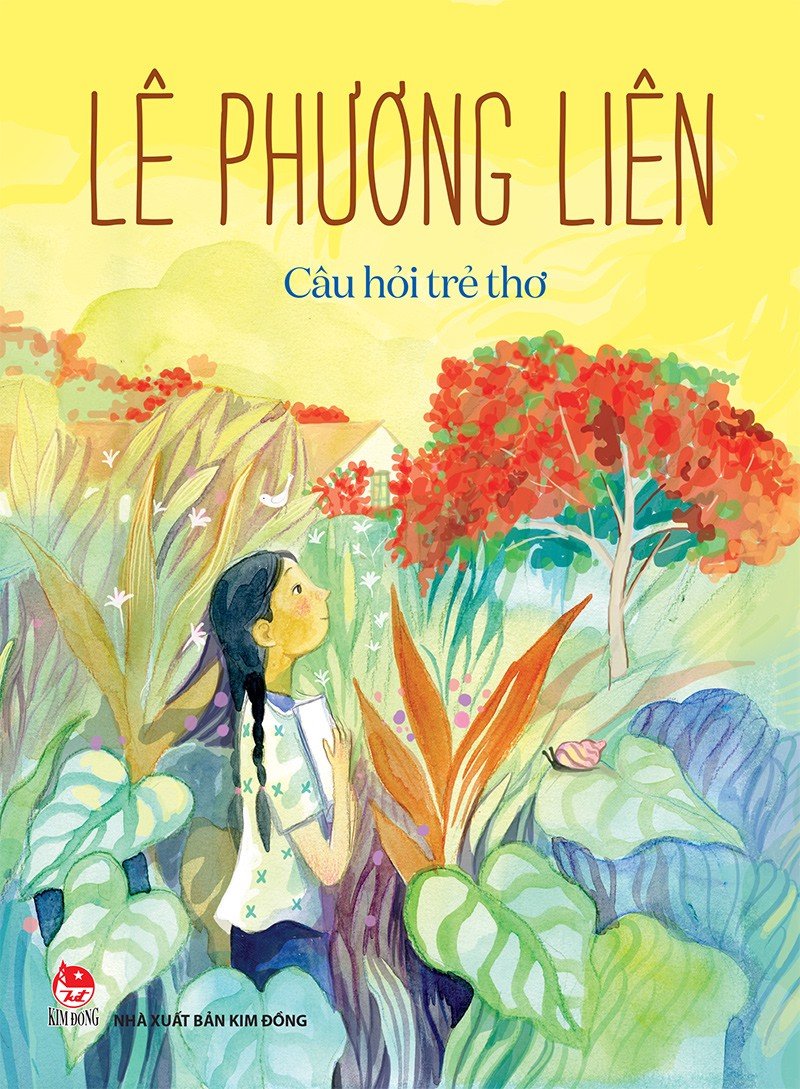 LÊ PHƯƠNG LIÊN
Câu hỏi trẻ thơ
KIM ĐỒNG
NHÀ XUẤT BẢN KIM ĐỒNG